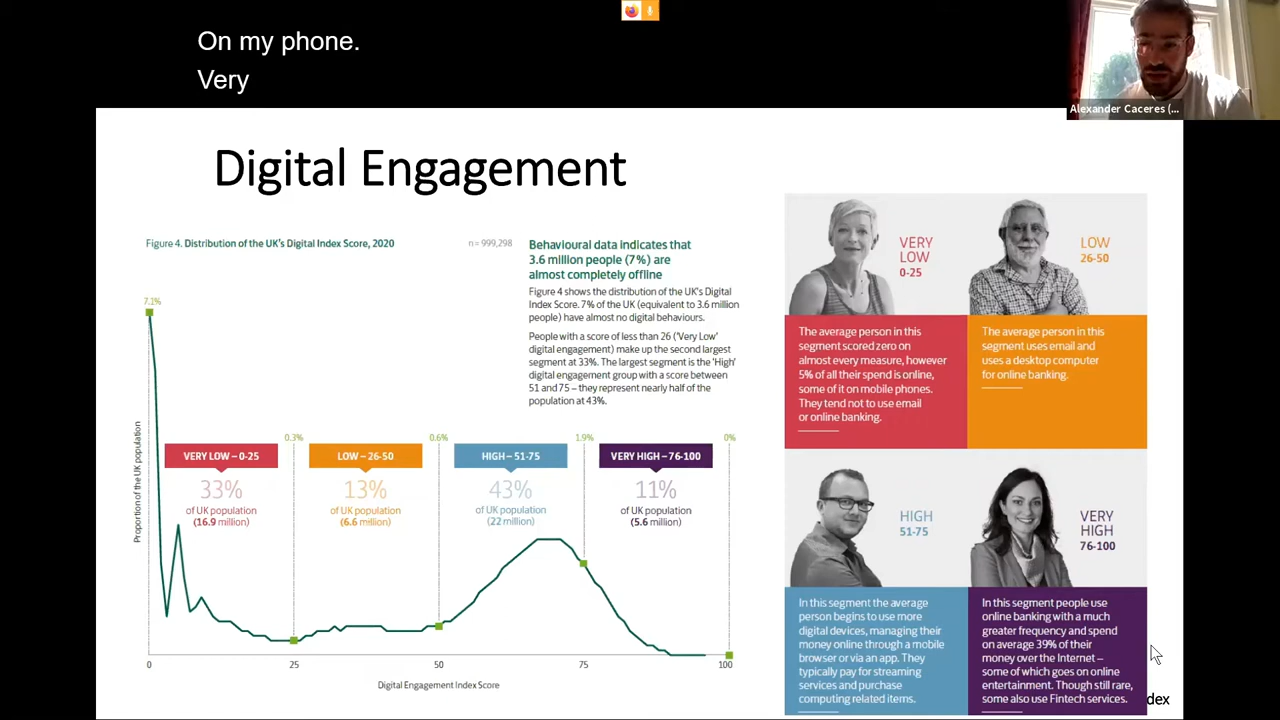 On my phone.
Very
Alexander Caceres (...
Digital Engagement
Figure 4. Distribution of the UK's Digital Index Score, 2020
n = 999,298
Behavioural data indicates that
3.6 million people (7%) are
almost completely offline
Figure 4 shows the distribution of the UK's Digital
Index Score. 7% of the UK (equivalent to 3.6 million
people) have almost no digital behaviours.
People with a score of less than 26 ('Very Low'
digital engagement) make up the second largest
segment at 33%. The largest segment is the 'High'
digital engagement group with a score between
51 and 75 – they represent nearly half of the
population at 43%.
7.1%
0.3%
0.6%
1.9%
0%
Proportion of the UK population
VERY LOW – 0-25
33%
of UK population
(16.9 million)
LOW – 26-50
13%
of UK population
(6.6 million)
HIGH – 51-75
43%
of UK population
(22 million)
VERY HIGH – 76-100
11%
of UK population
(5.6 million)
0
25
50
75
100
Digital Engagement Index Score
VERY
LOW
0-25
LOW
26-50
The average person in this
segment scored zero on
almost every measure, however
5% of all their spend is online,
some of it on mobile phones.
They tend not to use email
or online banking.
The average person in this
segment uses email and
uses a desktop computer
for online banking.
HIGH
51-75
VERY
HIGH
76-100
In this segment the average
person begins to use more
digital devices, managing their
money online through a mobile
browser or via an app. They
typically pay for streaming
services and purchase
computing related items.
In this segment people use
online banking with a much
greater frequency and spend
on average 39% of their
money over the Internet –
some of which goes on online
entertainment. Though still rare,
some also use Fintech services.
dex